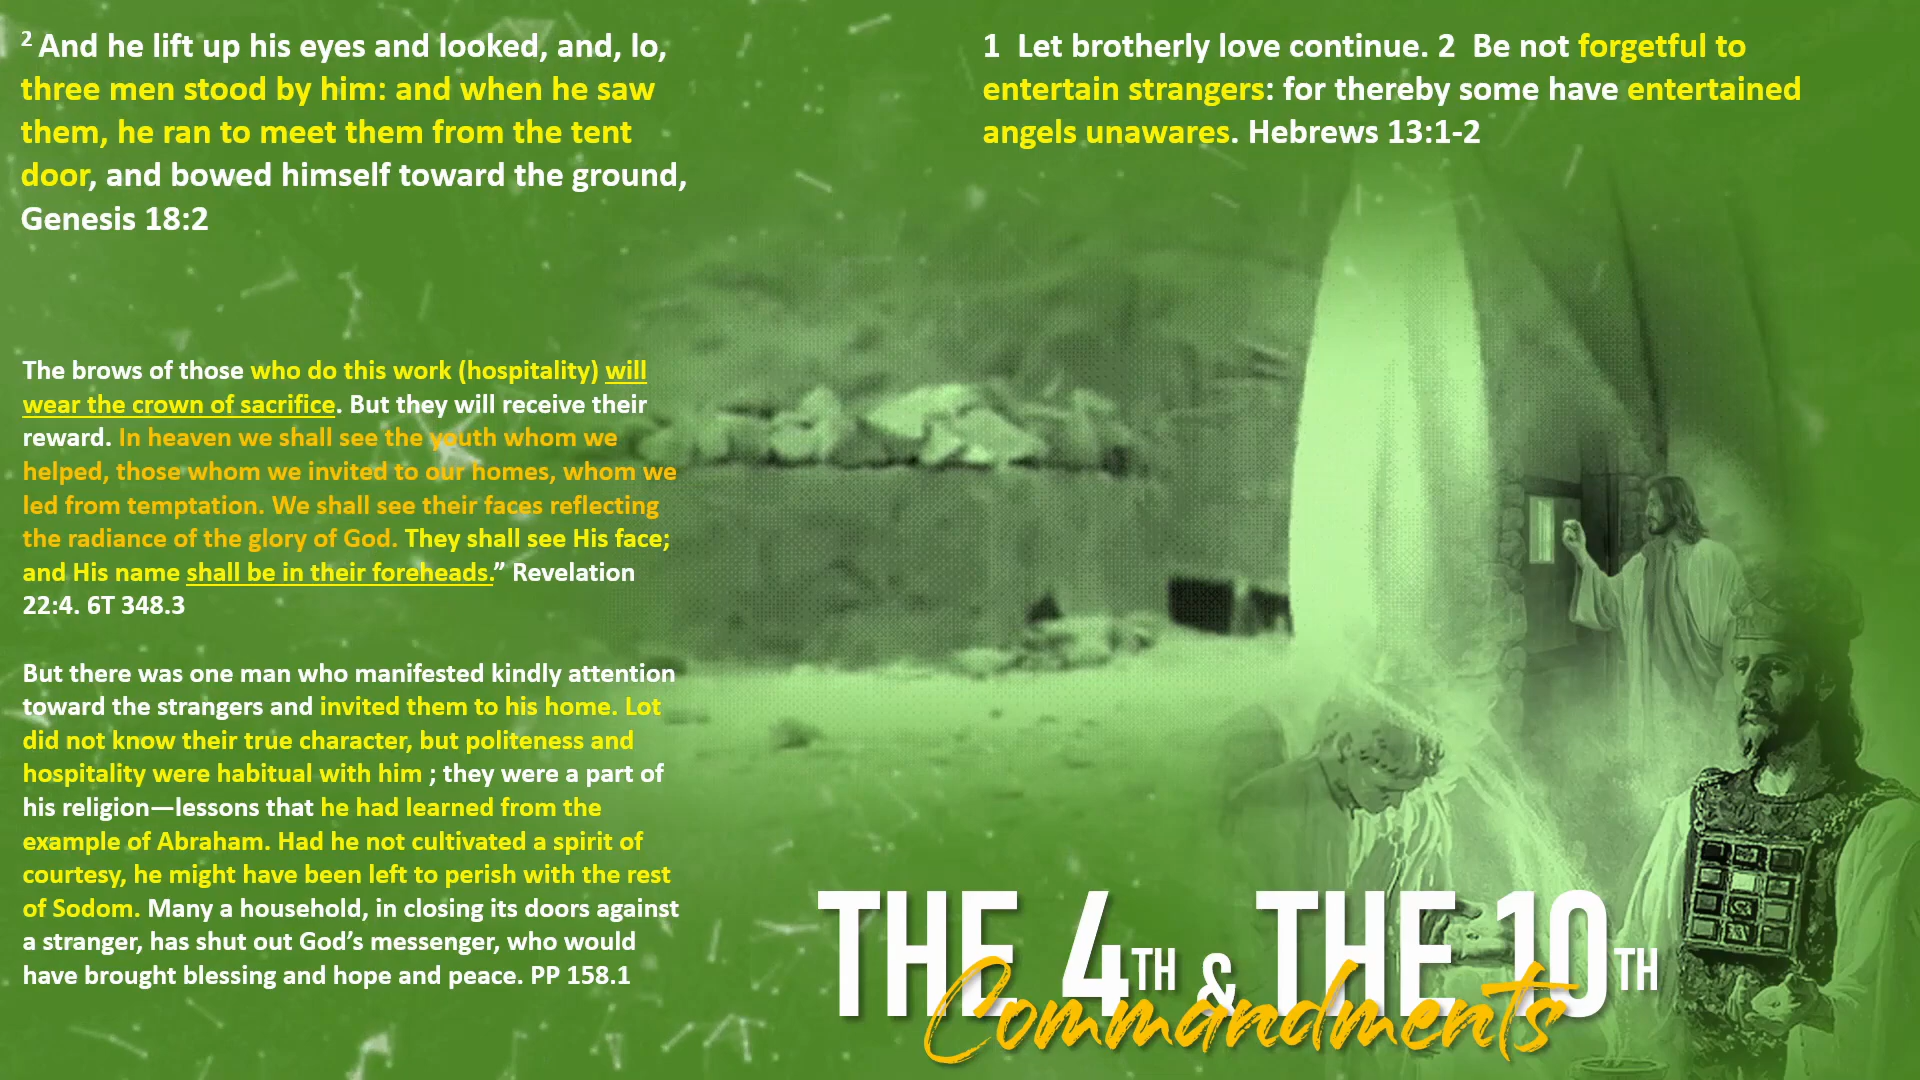 ² And he lift up his eyes and looked, and, lo,
three men stood by him: and when he saw
them, he ran to meet them from the tent
door, and bowed himself toward the ground,
Genesis 18:2
1 Let brotherly love continue. 2 Be not forgetful to
entertain strangers: for thereby some have entertained
angels unawares. Hebrews 13:1-2
The brows of those who do this work (hospitality) will
wear the crown of sacrifice. But they will receive their
reward. In heaven we shall see the youth whom we
helped, those whom we invited to our homes, whom we
led from temptation. We shall see their faces reflecting
the radiance of the glory of God. They shall see His face;
and His name shall be in their foreheads.” Revelation
22:4. 6T 348.3
But there was one man who manifested kindly attention
toward the strangers and invited them to his home. Lot
did not know their true character, but politeness and
hospitality were habitual with him ; they were a part of
his religion—lessons that he had learned from the
example of Abraham. Had he not cultivated a spirit of
courtesy, he might have been left to perish with the rest
of Sodom. Many a household, in closing its doors against
a stranger, has shut out God’s messenger, who would
have brought blessing and hope and peace. PP 158.1
THE 4TH & THE 10TH
Commandments